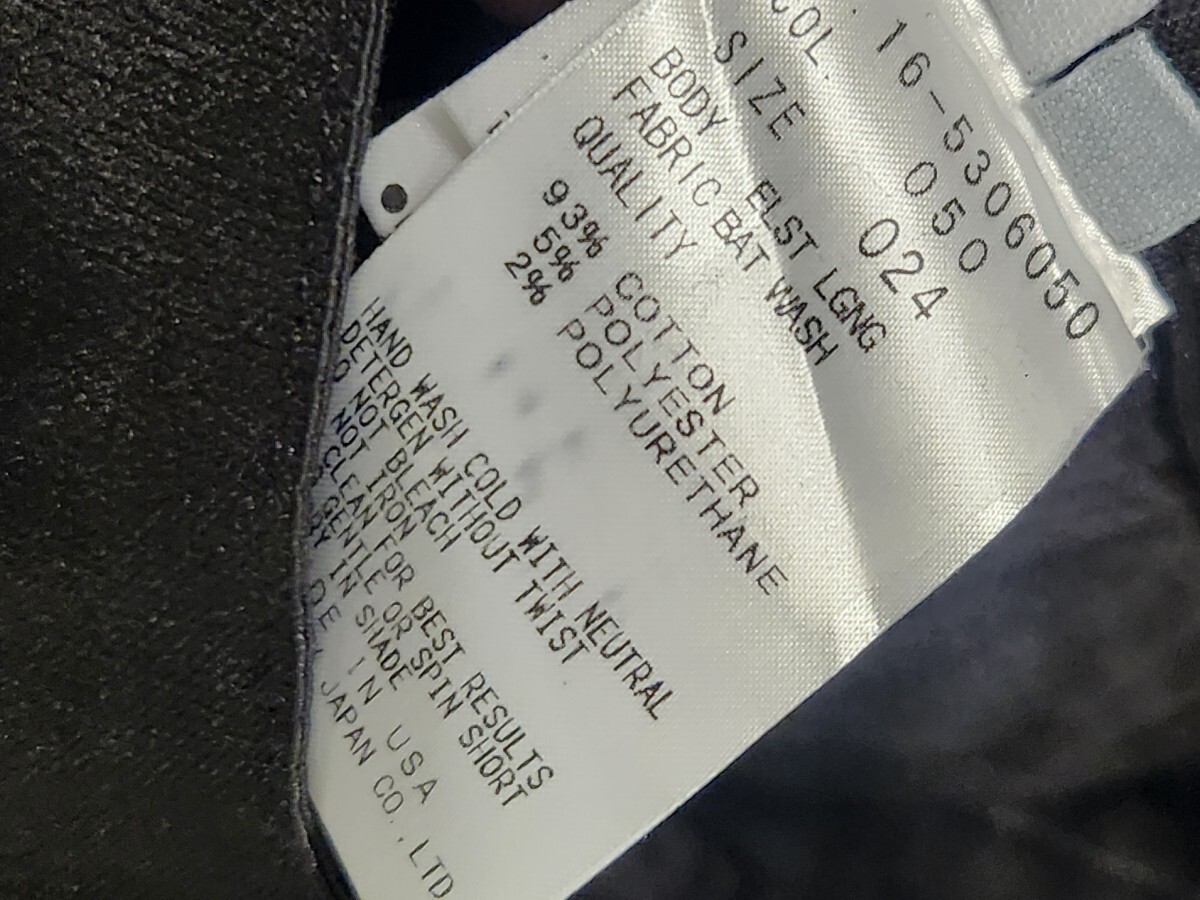 16-5306050
COL. 050
SIZE 024
BODY ELST LGNG
FABRIC BAT WASH
QUALITY
93% COTTON
5% POLYESTER
2% POLYURETHANE
HAND WASH COLD WITH NEUTRAL
DETERGEN WITHOUT TWIST
NOT BLEACH
NOT IRON
CLEAN FOR BEST RESULTS
GENTLE OR SPIN SHORT
IN SHADE
IN USA
JAPAN CO.,LTD